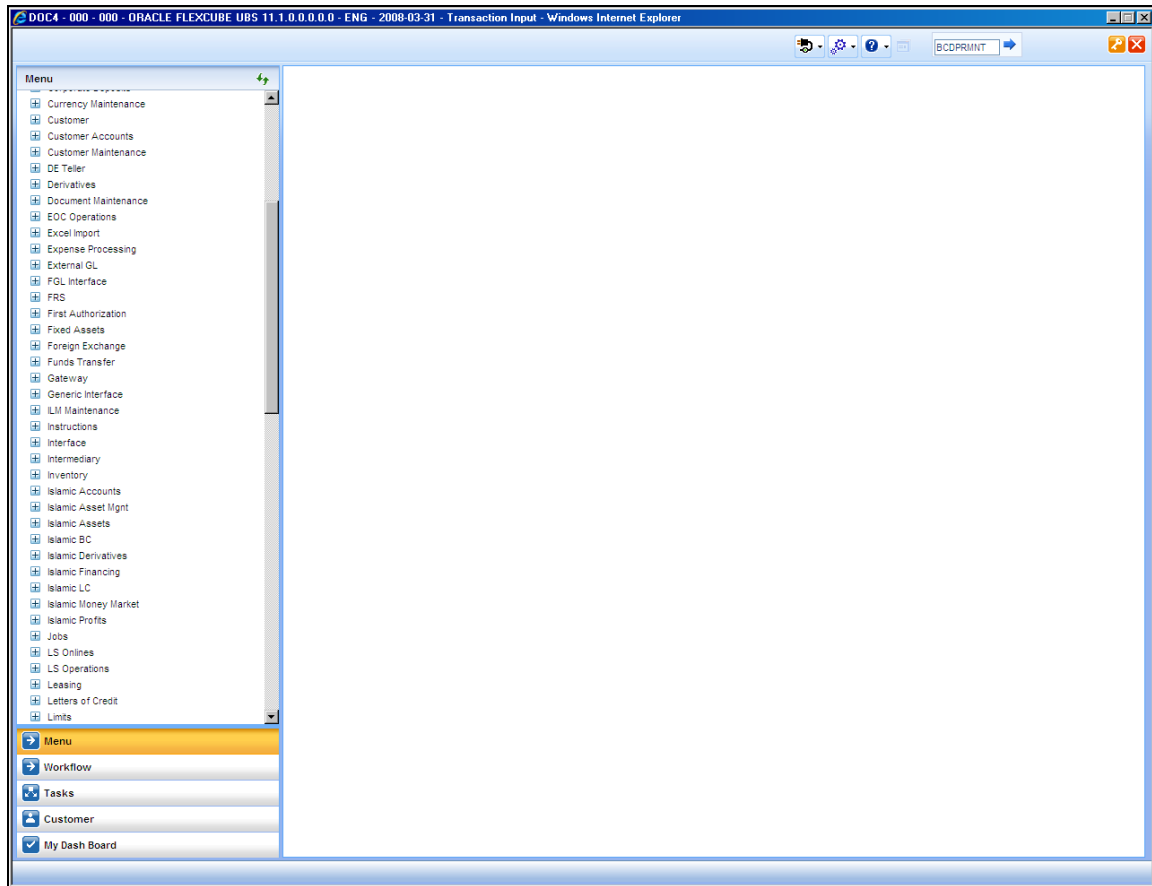 DOC4 - 000 - 000 - ORACLE FLEXCUBE UBS 11.1.0.0.0.0.0 - ENG - 2008-03-31 - Transaction Input - Windows Internet Explorer
BCDPRMNT
Menu
Corporate Deposits
Currency Maintenance
Customer
Customer Accounts
Customer Maintenance
DE Teller
Derivatives
Document Maintenance
EOC Operations
Excel Import
Expense Processing
External GL
FGL Interface
FRS
First Authorization
Fixed Assets
Foreign Exchange
Funds Transfer
Gateway
Generic Interface
ILM Maintenance
Instructions
Interface
Intermediary
Inventory
Islamic Accounts
Islamic Asset Mgnt
Islamic Assets
Islamic BC
Islamic Derivatives
Islamic Financing
Islamic LC
Islamic Money Market
Islamic Profits
Jobs
LS Onlines
LS Operations
Leasing
Letters of Credit
Limits
Menu
Workflow
Tasks
Customer
My Dash Board